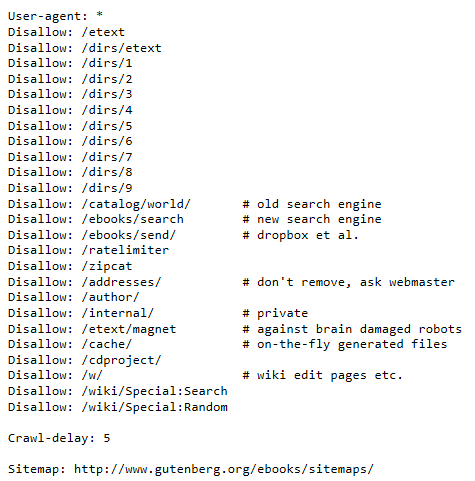 User-agent: *
Disallow: /etext
Disallow: /dirs/etext
Disallow: /dirs/1
Disallow: /dirs/2
Disallow: /dirs/3
Disallow: /dirs/4
Disallow: /dirs/5
Disallow: /dirs/6
Disallow: /dirs/7
Disallow: /dirs/8
Disallow: /dirs/9
Disallow: /catalog/world/       # old search engine
Disallow: /ebooks/search        # new search engine
Disallow: /ebooks/send/         # dropbox et al.
Disallow: /ratelimiter
Disallow: /zipcat
Disallow: /addresses/           # don't remove, ask webmaster
Disallow: /author/
Disallow: /internal/            # private
Disallow: /etext/magnet         # against brain damaged robots
Disallow: /cache/               # on-the-fly generated files
Disallow: /cdproject/
Disallow: /w/                   # wiki edit pages etc.
Disallow: /wiki/Special:Search
Disallow: /wiki/Special:Random

Crawl-delay: 5

Sitemap: http://www.gutenberg.org/ebooks/sitemaps/